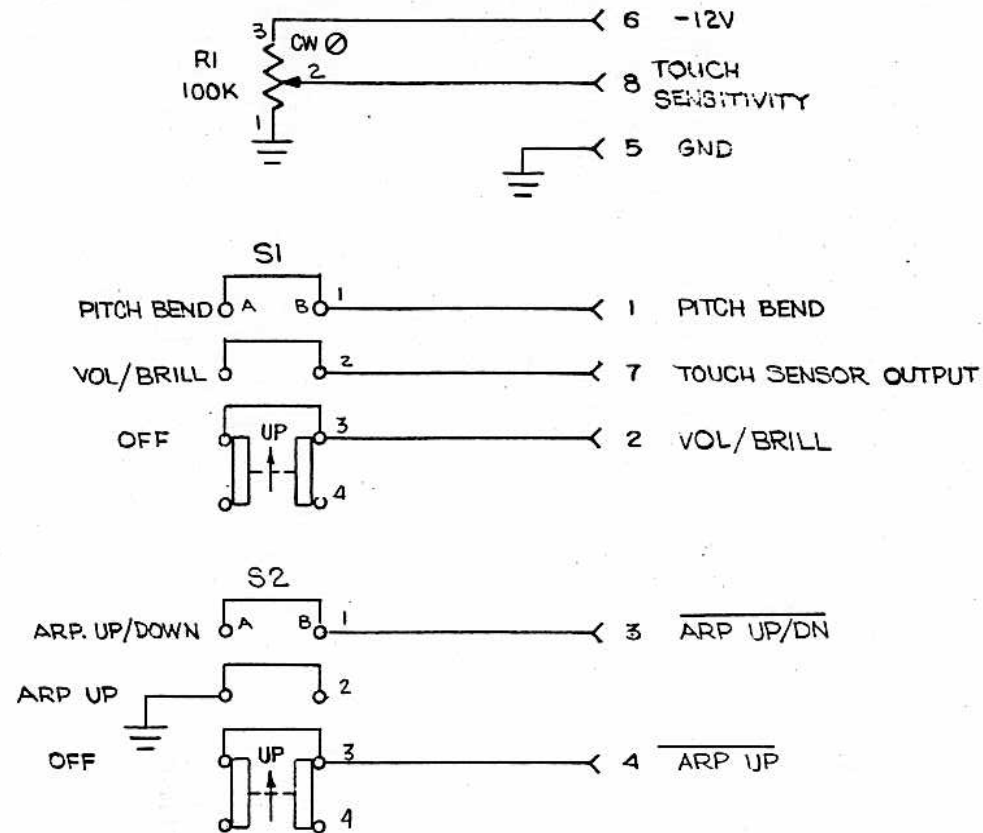 3 6 -12V
CW
R1 2 8 TOUCH
100K SENSITIVITY
1
5 GND
S1
PITCH BEND A B 1 1 PITCH BEND
VOL/BRILL 2 7 TOUCH SENSOR OUTPUT
OFF UP 3 2 VOL/BRILL
4
S2
ARP. UP/DOWN A B 1 3 ARP UP/DN
ARP UP 2
OFF UP 3 4 ARP UP
4